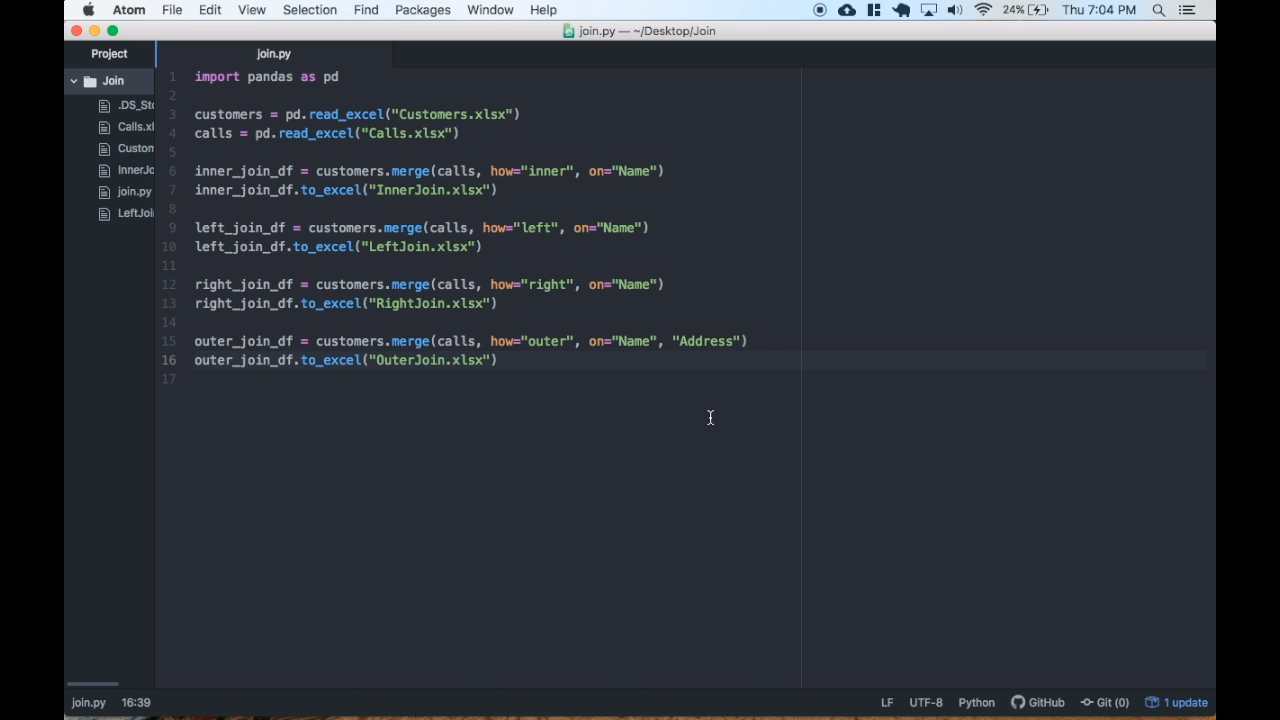 Atom File Edit View Selection Find Packages Window Help 24% Thu 7:04 PM
join.py — ~/Desktop/Join
Project
join.py
Join
.DS_Sto
Calls.xl
Custom
InnerJo
join.py
LeftJoi
1 import pandas as pd
2
3 customers = pd.read_excel("Customers.xlsx")
4 calls = pd.read_excel("Calls.xlsx")
5
6 inner_join_df = customers.merge(calls, how="inner", on="Name")
7 inner_join_df.to_excel("InnerJoin.xlsx")
8
9 left_join_df = customers.merge(calls, how="left", on="Name")
10 left_join_df.to_excel("LeftJoin.xlsx")
11
12 right_join_df = customers.merge(calls, how="right", on="Name")
13 right_join_df.to_excel("RightJoin.xlsx")
14
15 outer_join_df = customers.merge(calls, how="outer", on="Name", "Address")
16 outer_join_df.to_excel("OuterJoin.xlsx")
17
join.py 16:39 LF UTF-8 Python GitHub Git (0) 1 update